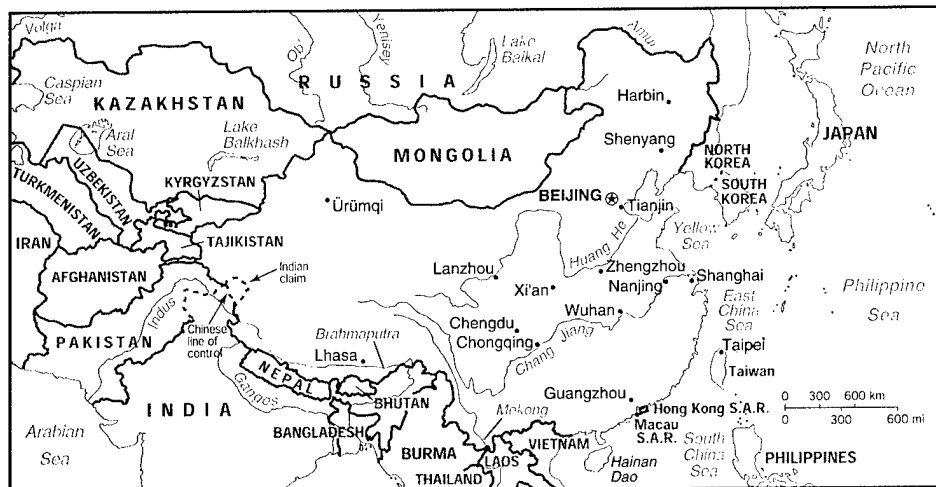 Volga
Ob'
Yenisey
Lake
Baikal
Amur
North
Pacific
Ocean
RUSSIA
Caspian
Sea
KAZAKHSTAN
Harbin
Aral
Sea
Lake
Balkhash
Shenyang
JAPAN
MONGOLIA
NORTH
KOREA
UZBEKISTAN
KYRGYZSTAN
SOUTH
KOREA
TURKMENISTAN
BEIJING
Tianjin
Ürümqi
Yellow
Sea
IRAN
TAJIKISTAN
Huang He
AFGHANISTAN
Indian
claim
Lanzhou
Zhengzhou
Shanghai
Xi'an
Nanjing
Philippine
Sea
Indus
Chinese
line of
control
Wuhan
East
China
Sea
PAKISTAN
Brahmaputra
Chengdu
Chongqing
Chang Jiang
Lhasa
Taipei
NEPAL
Taiwan
Ganges
BHUTAN
Guangzhou
INDIA
Mekong
Hong Kong S.A.R.
Macau
S.A.R.
0 300 600 km
0 300 600 mi
BANGLADESH
Arabian
Sea
BURMA
VIETNAM
LAOS
Hainan
Dao
South
China
Sea
THAILAND
PHILIPPINES